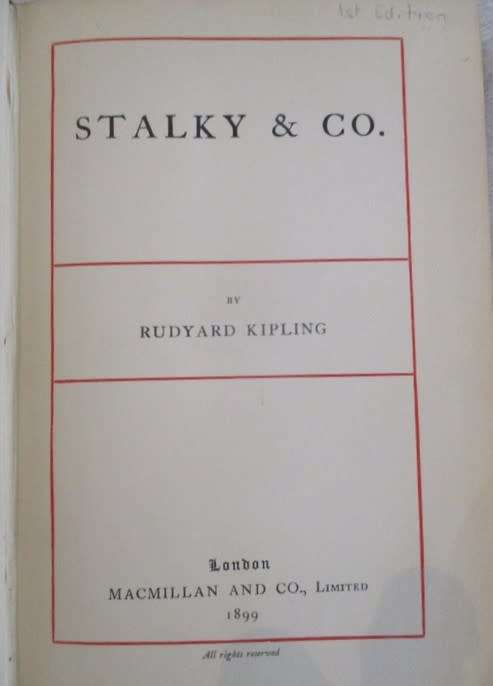 1st Edition
STALKY & CO.
BY
RUDYARD KIPLING
London
MACMILLAN AND CO., LIMITED
1899
All rights reserved